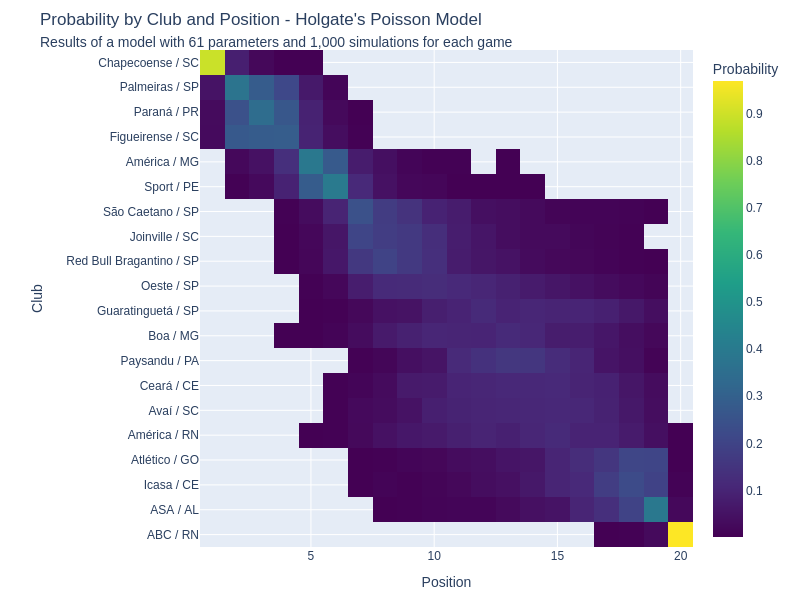 Probability by Club and Position - Holgate's Poisson Model
Results of a model with 61 parameters and 1,000 simulations for each game
Probability
Chapecoense / SC
Palmeiras / SP
Paraná / PR
Figueirense / SC
América / MG
Sport / PE
São Caetano / SP
Joinville / SC
Red Bull Bragantino / SP
Oeste / SP
Guaratinguetá / SP
Boa / MG
Paysandu / PA
Ceará / CE
Avaí / SC
América / RN
Atlético / GO
Icasa / CE
ASA / AL
ABC / RN
Club
5
10
15
20
Position
0.9
0.8
0.7
0.6
0.5
0.4
0.3
0.2
0.1